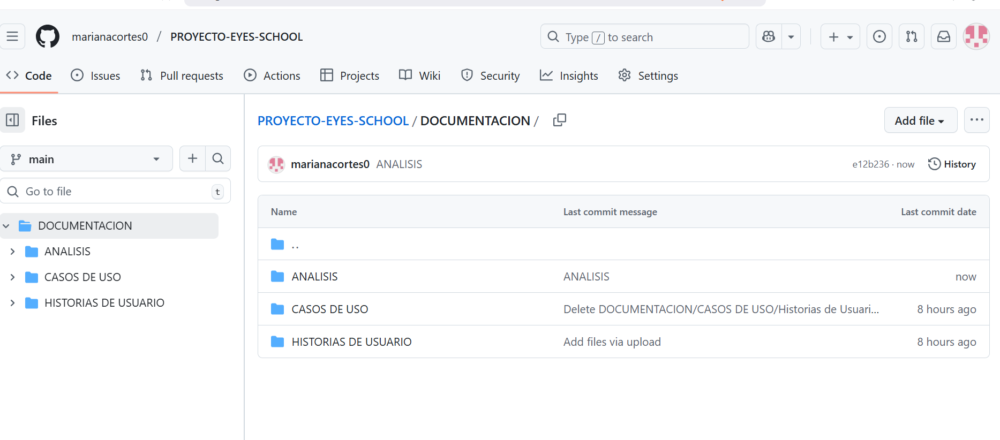 marianacortes0 / PROYECTO-EYES-SCHOOL
Type / to search
Code Issues Pull requests Actions Projects Wiki Security Insights Settings
Files
main
Go to file t
DOCUMENTACION
ANALISIS
CASOS DE USO
HISTORIAS DE USUARIO
PROYECTO-EYES-SCHOOL / DOCUMENTACION /
Add file
marianacortes0 ANALISIS e12b236 · now History
Name Last commit message Last commit date
..
ANALISIS ANALISIS now
CASOS DE USO Delete DOCUMENTACION/CASOS DE USO/Historias de Usuari... 8 hours ago
HISTORIAS DE USUARIO Add files via upload 8 hours ago